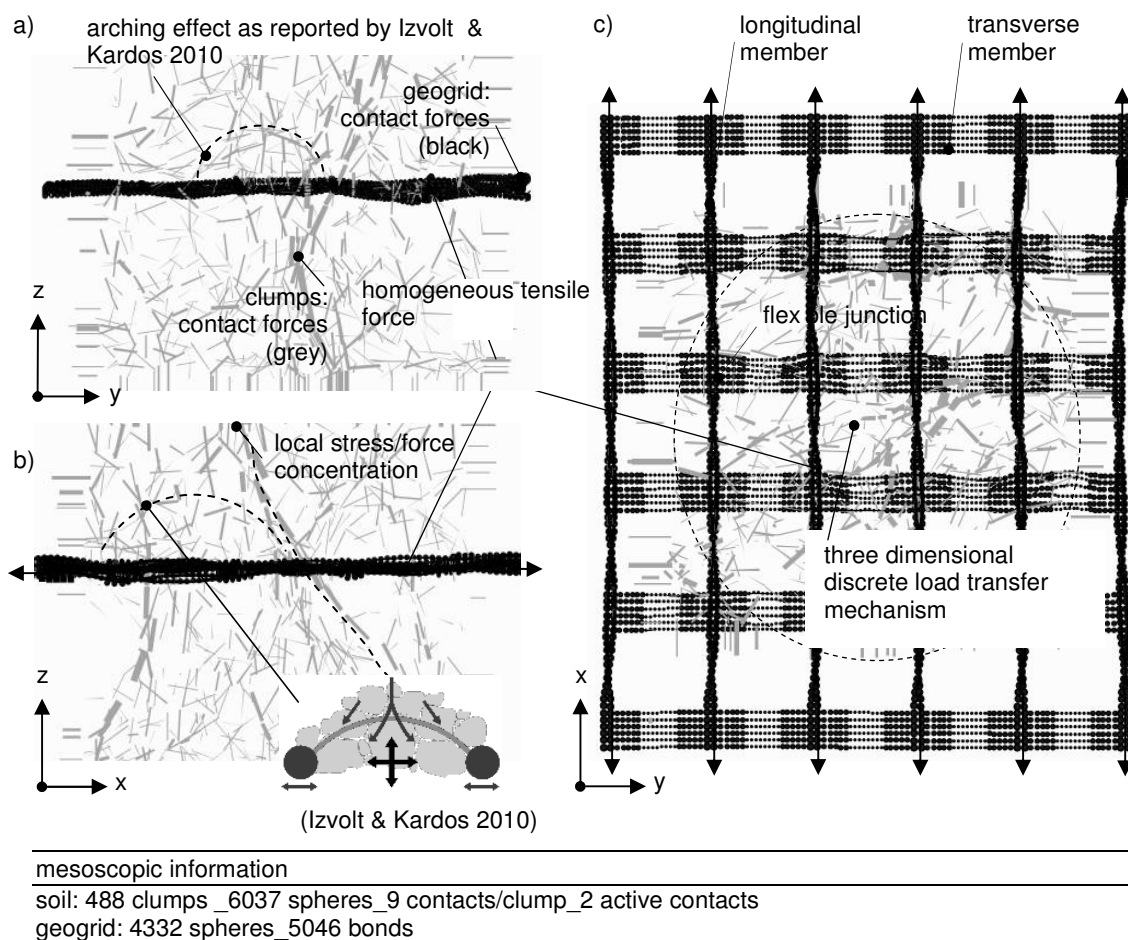 a)
arching effect as reported by Izvolt &
Kardos 2010
geogrid:
contact forces
(black)
clumps:
contact forces
(grey)
homogeneous tensile
force
z
y
b)
local stress/force
concentration
z
x
(Izvolt & Kardos 2010)
c)
longitudinal
member
transverse
member
flex ble junction
three dimensional
discrete load transfer
mechanism
x
y
mesoscopic information
soil: 488 clumps _6037 spheres_9 contacts/clump_2 active contacts
geogrid: 4332 spheres_5046 bonds